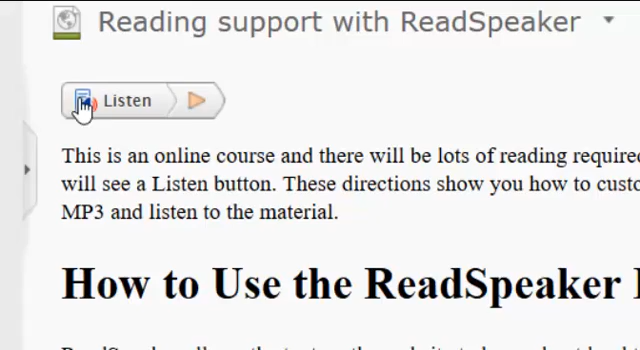 Reading support with ReadSpeaker
Listen
This is an online course and there will be lots of reading
will see a Listen button. These directions show you how to
MP3 and listen to the material.
How to Use the ReadSpeaker